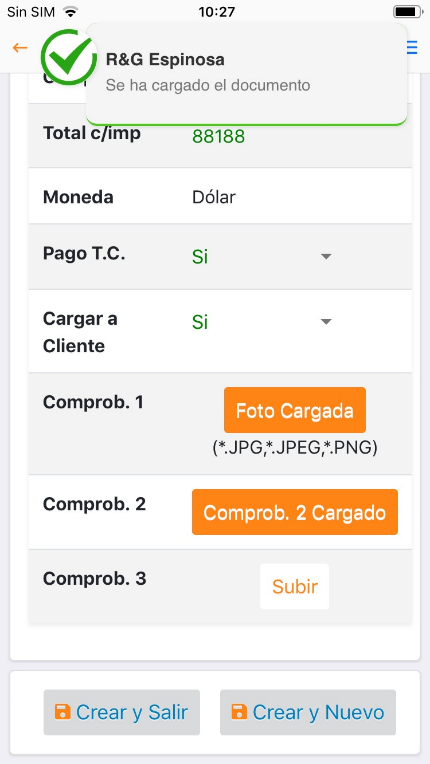 Sin SIM
10:27
R&G Espinosa
Se ha cargado el documento
Total c/imp 88188
Moneda Dólar
Pago T.C. Si
Cargar a Cliente Si
Comprob. 1 Foto Cargada
(*.JPG,*.JPEG,*.PNG)
Comprob. 2 Comprob. 2 Cargado
Comprob. 3 Subir
Crear y Salir Crear y Nuevo